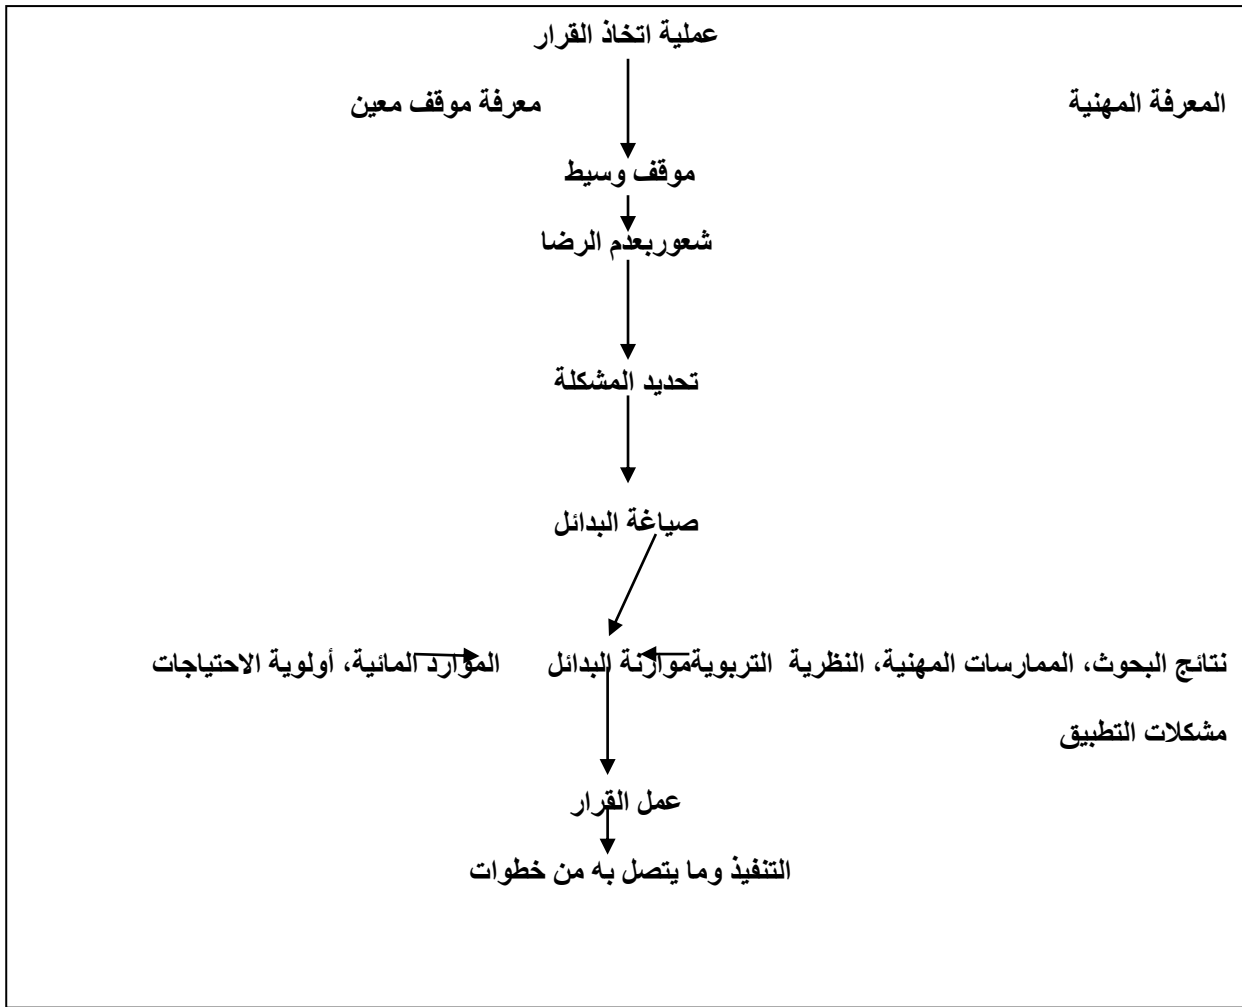 عملية اتخاذ القرار
المعرفة المهنية معرفة موقف معين
موقف وسيط
شعوربعدم الرضا
تحديد المشكلة
صياغة البدائل
نتائج البحوث، الممارسات المهنية، النظرية التربوية موازنة البدائل الموارد المائية، أولوية الاحتياجات
مشكلات التطبيق
عمل القرار
التنفيذ وما يتصل به من خطوات